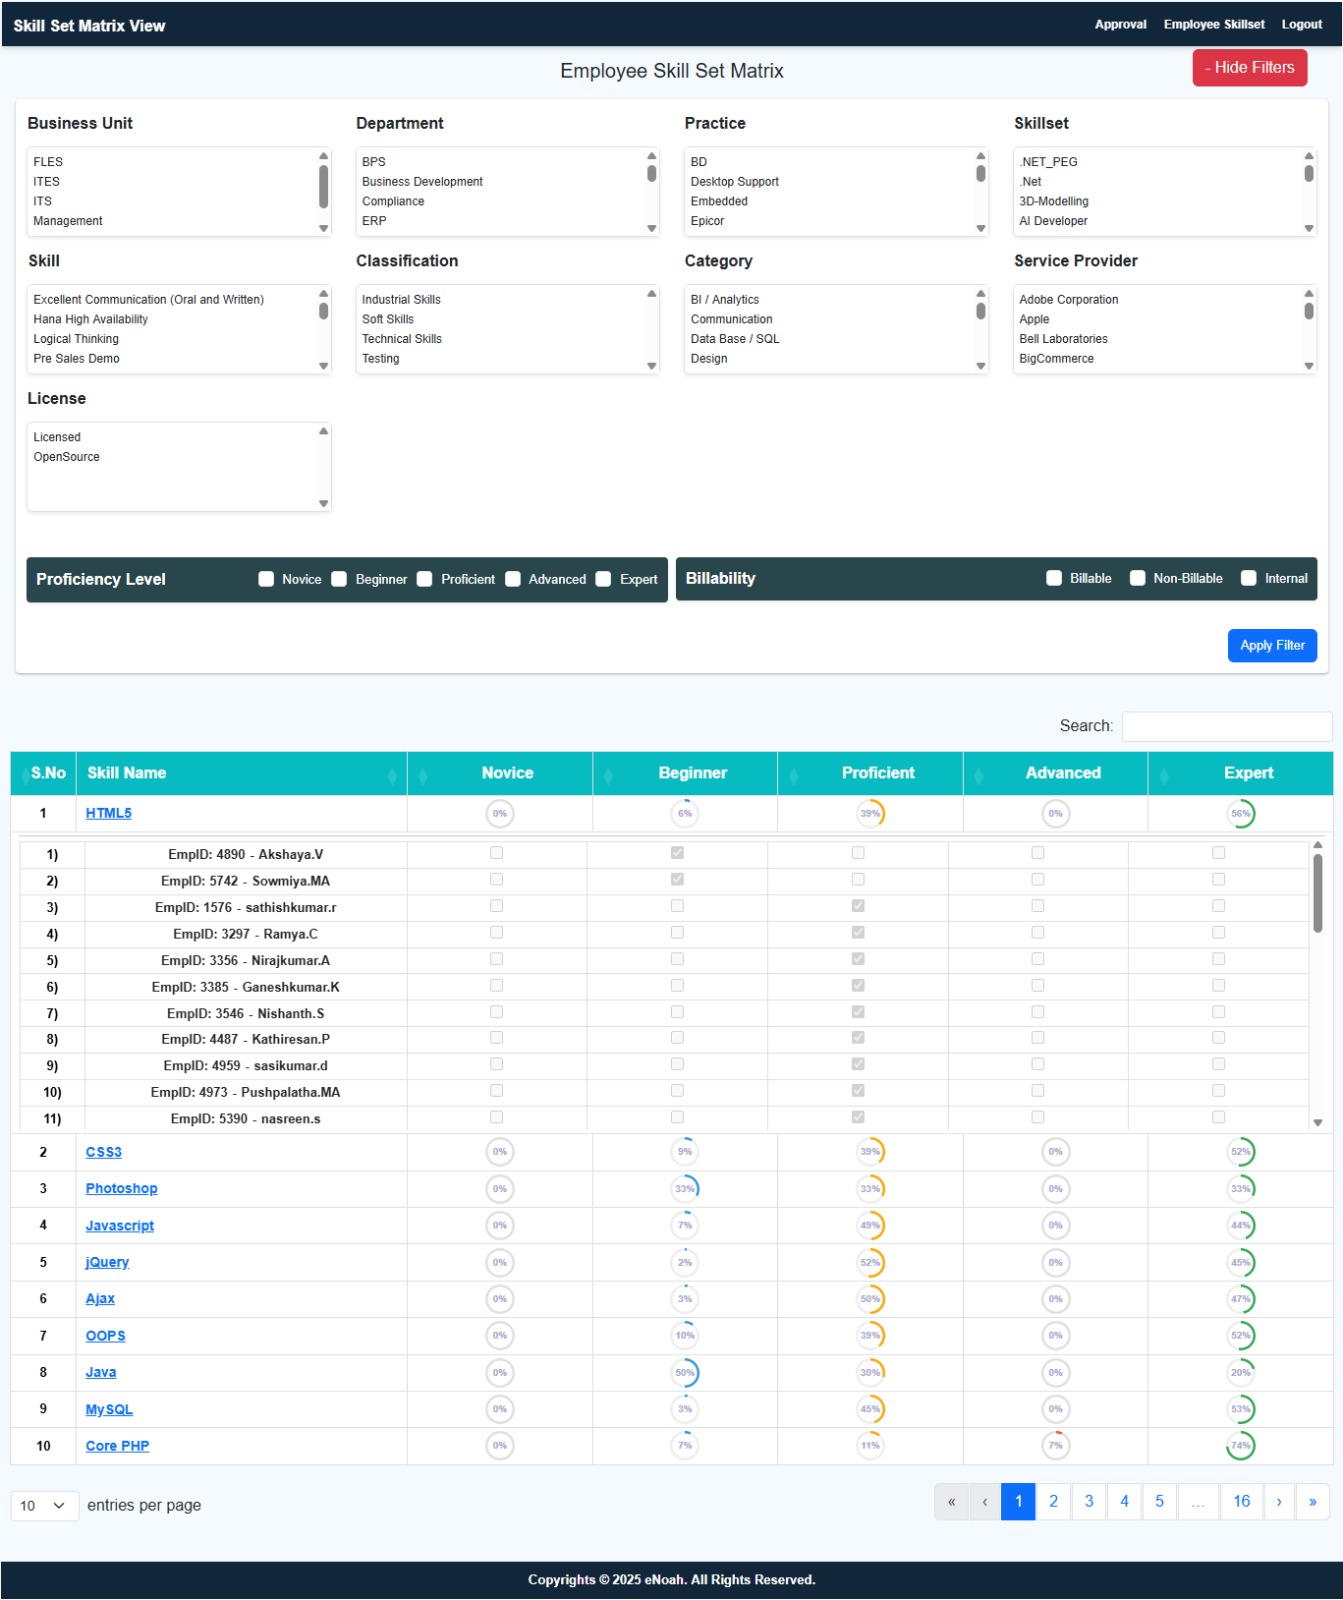 Skill Set Matrix View Approval Employee Skillset Logout
Employee Skill Set Matrix - Hide Filters
Business Unit Department Practice Skillset
FLES BPS BD .NET_PEG
ITES Business Development Desktop Support .Net
ITS Compliance Embedded 3D-Modelling
Management ERP Epicor AI Developer
Skill Classification Category Service Provider
Excellent Communication (Oral and Written) Industrial Skills BI / Analytics Adobe Corporation
Hana High Availability Soft Skills Communication Apple
Logical Thinking Technical Skills Data Base / SQL Bell Laboratories
Pre Sales Demo Testing Design BigCommerce
License
Licensed
OpenSource
Proficiency Level Novice Beginner Proficient Advanced Expert Billability Billable Non-Billable Internal
Apply Filter
Search:
S.No Skill Name Novice Beginner Proficient Advanced Expert
1 HTML5 0% 6% 39% 0% 56%
1) EmpID: 4890 - Akshaya.V
2) EmpID: 5742 - Sowmiya.MA
3) EmpID: 1576 - sathishkumar.r
4) EmpID: 3297 - Ramya.C
5) EmpID: 3356 - Nirajkumar.A
6) EmpID: 3385 - Ganeshkumar.K
7) EmpID: 3546 - Nishanth.S
8) EmpID: 4487 - Kathiresan.P
9) EmpID: 4959 - sasikumar.d
10) EmpID: 4973 - Pushpalatha.MA
11) EmpID: 5390 - nasreen.s
2 CSS3 0% 9% 39% 0% 52%
3 Photoshop 0% 33% 33% 0% 33%
4 Javascript 0% 7% 49% 0% 44%
5 jQuery 0% 2% 52% 0% 45%
6 Ajax 0% 3% 50% 0% 47%
7 OOPS 0% 10% 39% 0% 52%
8 Java 0% 50% 30% 0% 20%
9 MySQL 0% 3% 45% 0% 53%
10 Core PHP 0% 7% 11% 7% 74%
10 entries per page « ‹ 1 2 3 4 5 ... 16 › »
Copyrights © 2025 eNoah. All Rights Reserved.